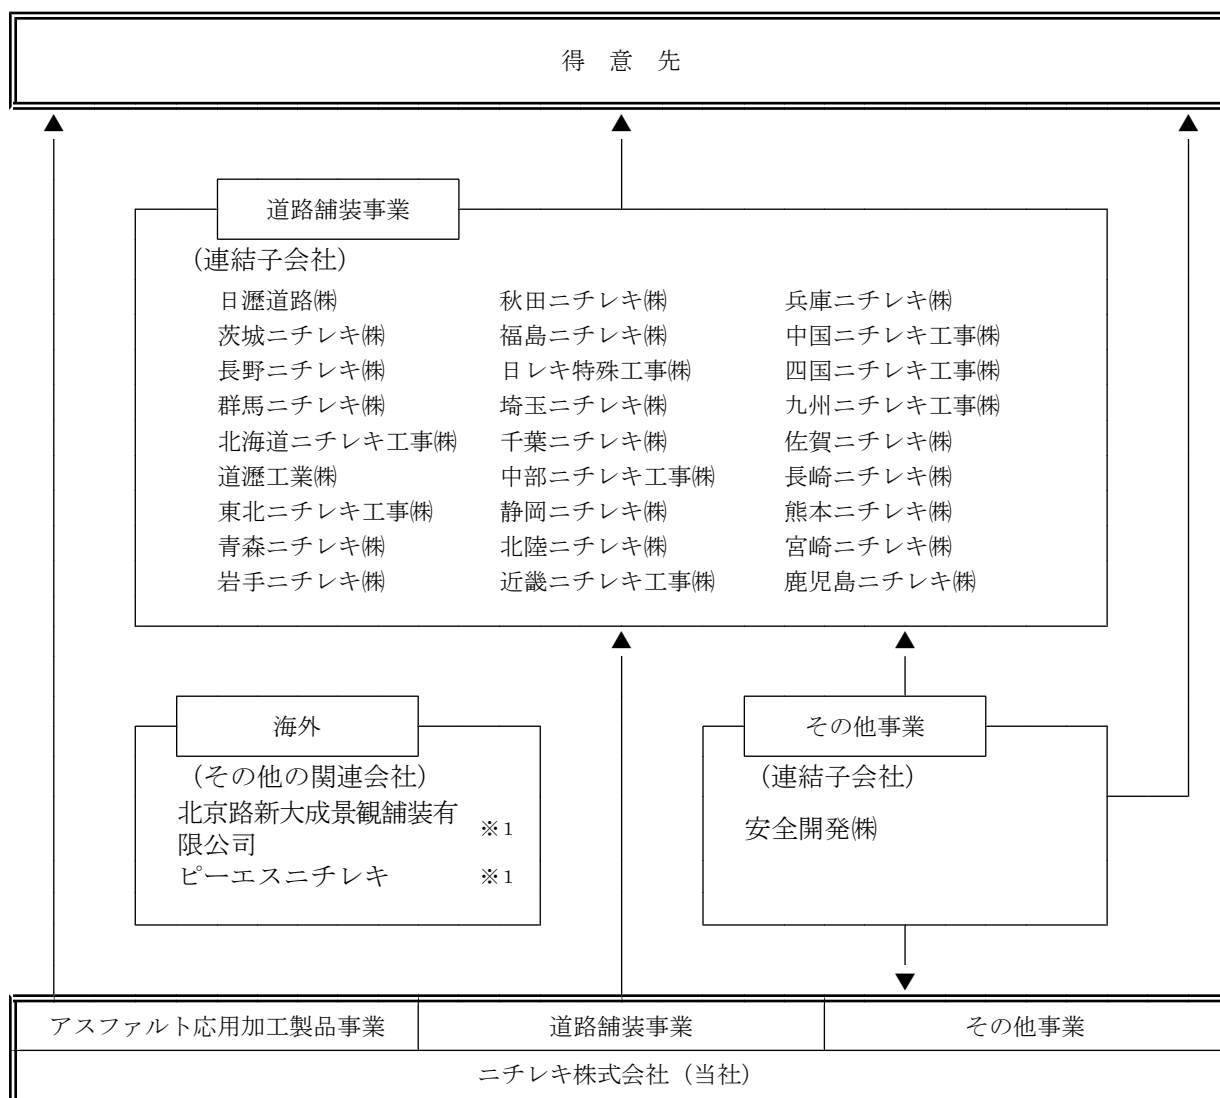 得　意　先
道路舗装事業
（連結子会社）
日瀝道路㈱　秋田ニチレキ㈱　兵庫ニチレキ㈱
茨城ニチレキ㈱　福島ニチレキ㈱　中国ニチレキ工事㈱
長野ニチレキ㈱　日レキ特殊工事㈱　四国ニチレキ工事㈱
群馬ニチレキ㈱　埼玉ニチレキ㈱　九州ニチレキ工事㈱
北海道ニチレキ工事㈱　千葉ニチレキ㈱　佐賀ニチレキ㈱
道瀝工業㈱　中部ニチレキ工事㈱　長崎ニチレキ㈱
東北ニチレキ工事㈱　静岡ニチレキ㈱　熊本ニチレキ㈱
青森ニチレキ㈱　北陸ニチレキ㈱　宮崎ニチレキ㈱
岩手ニチレキ㈱　近畿ニチレキ工事㈱　鹿児島ニチレキ㈱
海外
（その他の関連会社）
北京路新大成景観舗装有
限公司　※1
ピーエスニチレキ　※1
その他事業
（連結子会社）
安全開発㈱
アスファルト応用加工製品事業　道路舗装事業　その他事業
ニチレキ株式会社（当社）